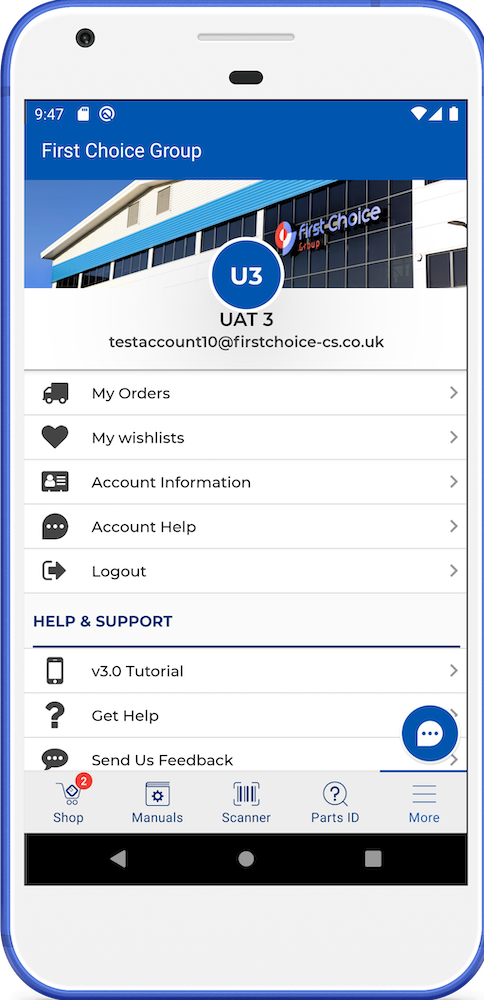 9:47
First Choice Group
First-Choice
Group
U3
UAT 3
testaccount10@firstchoice-cs.co.uk
My Orders
My wishlists
Account Information
Account Help
Logout
HELP & SUPPORT
v3.0 Tutorial
Get Help
Send Us Feedback
2
Shop
Manuals
Scanner
Parts ID
More